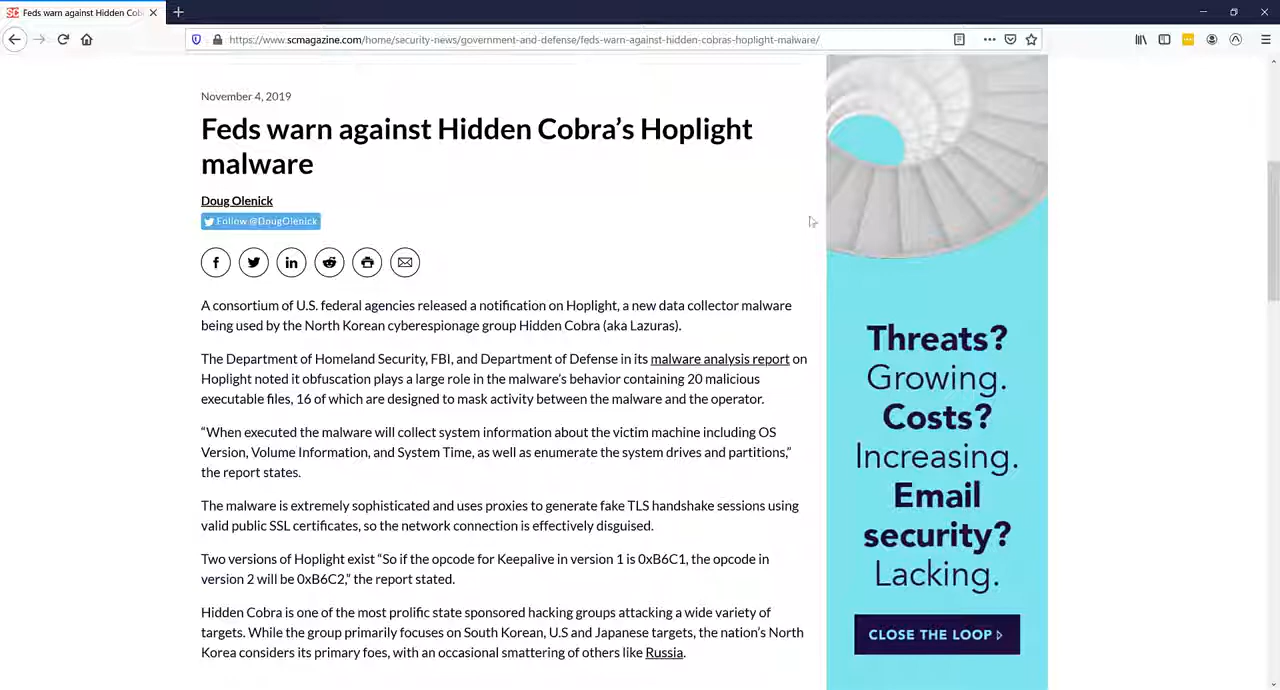 SC Feds warn against Hidden Cob
https://www.scmagazine.com/home/security-news/government-and-defense/feds-warn-against-hidden-cobras-hoplight-malware/
November 4, 2019
Feds warn against Hidden Cobra’s Hoplight
malware
Doug Olenick
Follow @DougOlenick
A consortium of U.S. federal agencies released a notification on Hoplight, a new data collector malware
being used by the North Korean cyberespionage group Hidden Cobra (aka Lazuras).
The Department of Homeland Security, FBI, and Department of Defense in its malware analysis report on
Hoplight noted it obfuscation plays a large role in the malware’s behavior containing 20 malicious
executable files, 16 of which are designed to mask activity between the malware and the operator.
“When executed the malware will collect system information about the victim machine including OS
Version, Volume Information, and System Time, as well as enumerate the system drives and partitions,”
the report states.
The malware is extremely sophisticated and uses proxies to generate fake TLS handshake sessions using
valid public SSL certificates, so the network connection is effectively disguised.
Two versions of Hoplight exist “So if the opcode for Keepalive in version 1 is 0xB6C1, the opcode in
version 2 will be 0xB6C2,” the report stated.
Hidden Cobra is one of the most prolific state sponsored hacking groups attacking a wide variety of
targets. While the group primarily focuses on South Korean, U.S and Japanese targets, the nation’s North
Korea considers its primary foes, with an occasional smattering of others like Russia.
Threats?
Growing.
Costs?
Increasing.
Email
security?
Lacking.
CLOSE THE LOOP